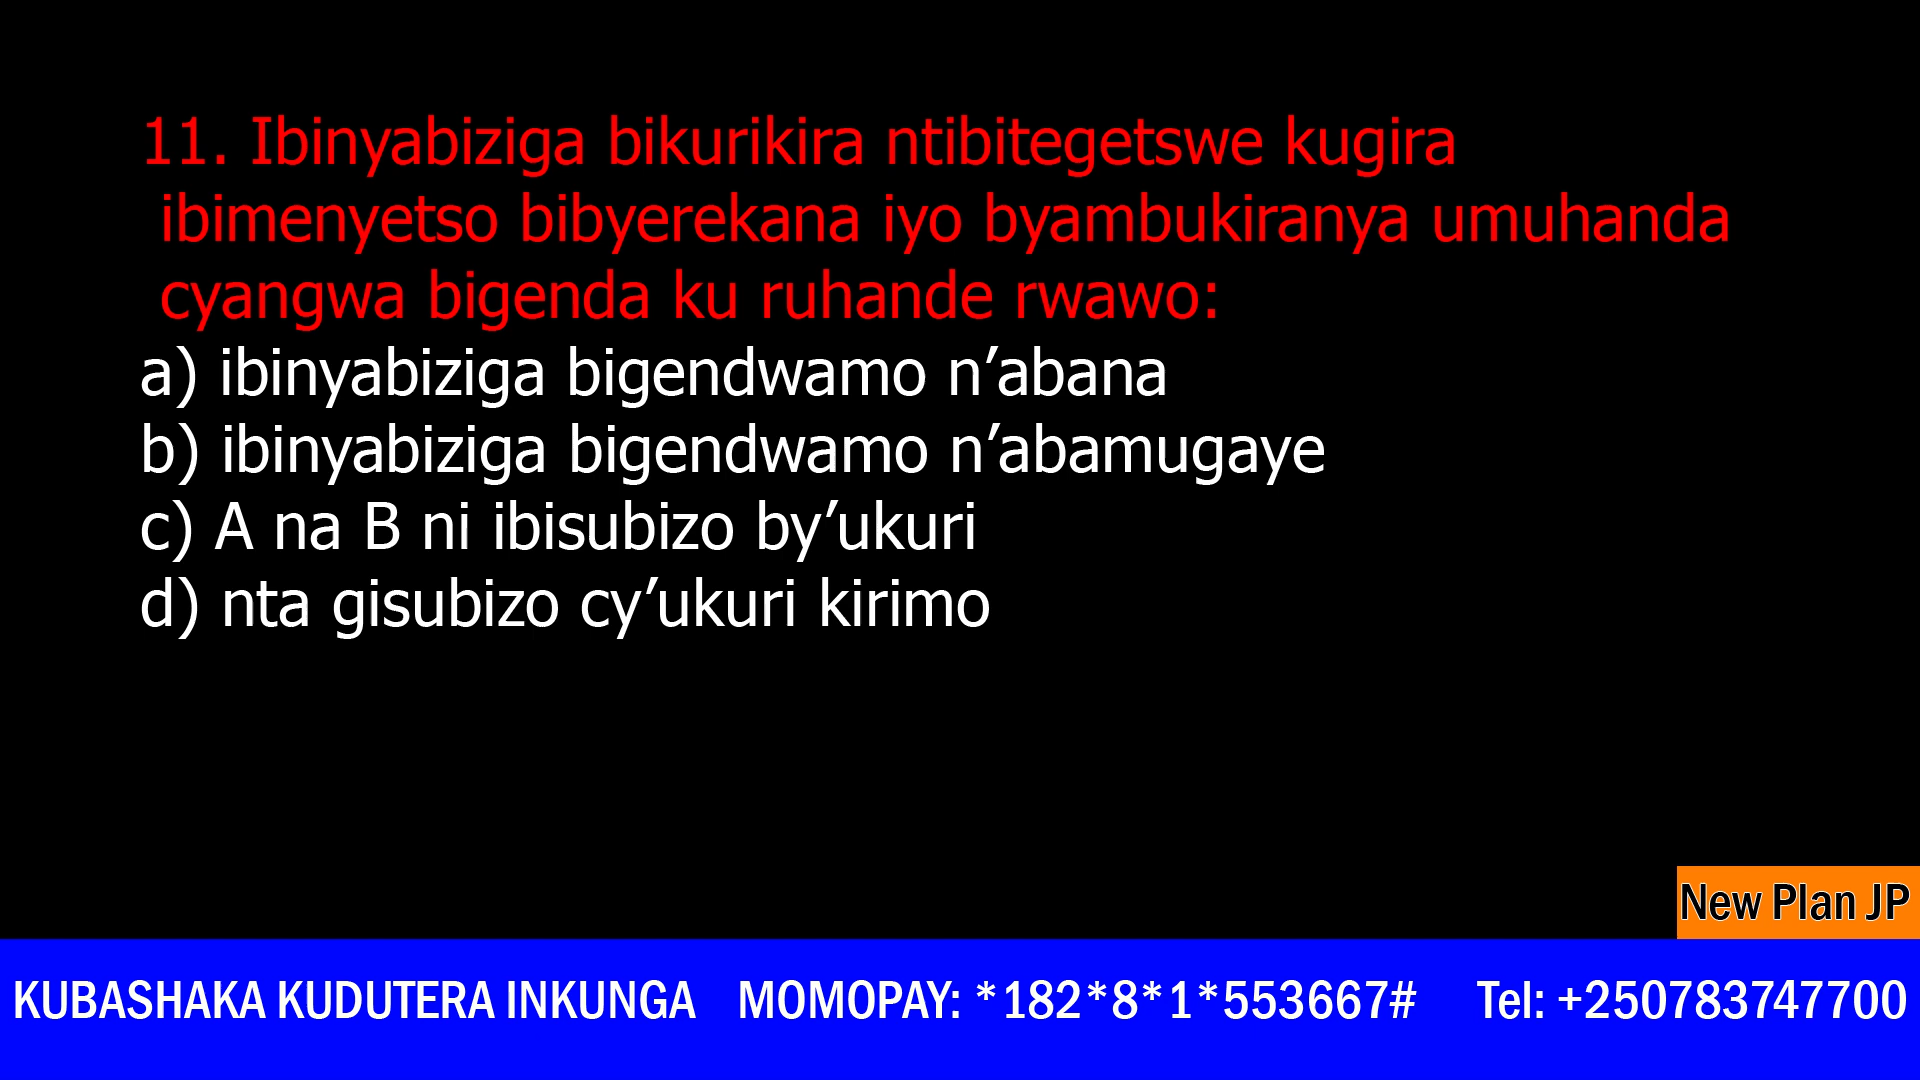 11. Ibinyabiziga bikurikira ntibitegetswe kugira
ibimenyetso bibyerekana iyo byambukiranya umuhanda
cyangwa bigenda ku ruhande rwawo:
a) ibinyabiziga bigendwamo n’abana
b) ibinyabiziga bigendwamo n’abamugaye
c) A na B ni ibisubizo by’ukuri
d) nta gisubizo cy’ukuri kirimo
New Plan JP
KUBASHAKA KUDUTERA INKUNGA MOMOPAY: *182*8*1*553667# Tel: +250783747700